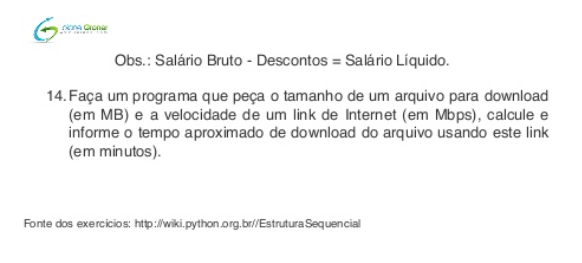 Nova Global
Obs.: Salário Bruto - Descontos = Salário Líquido.
14. Faça um programa que peça o tamanho de um arquivo para download
(em MB) e a velocidade de um link de Internet (em Mbps), calcule e
informe o tempo aproximado de download do arquivo usando este link
(em minutos).
Fonte dos exercícios: http://wiki.python.org.br//EstruturaSequencial